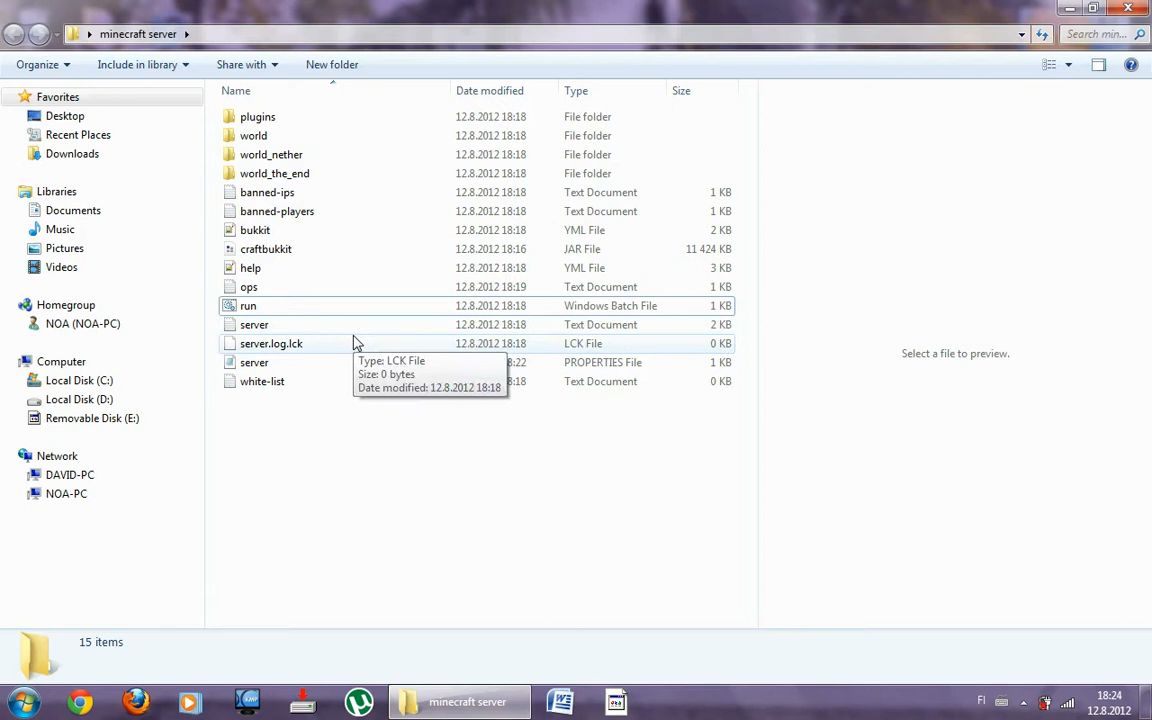 minecraft server
Search min...
Organize Include in library Share with New folder
Favorites
Desktop
Recent Places
Downloads
Libraries
Documents
Music
Pictures
Videos
Homegroup
NOA (NOA-PC)
Computer
Local Disk (C:)
Local Disk (D:)
Removable Disk (E:)
Network
DAVID-PC
NOA-PC
Name Date modified Type Size
plugins 12.8.2012 18:18 File folder
world 12.8.2012 18:18 File folder
world_nether 12.8.2012 18:18 File folder
world_the_end 12.8.2012 18:18 File folder
banned-ips 12.8.2012 18:18 Text Document 1 KB
banned-players 12.8.2012 18:18 Text Document 1 KB
bukkit 12.8.2012 18:18 YML File 2 KB
craftbukkit 12.8.2012 18:16 JAR File 11 424 KB
help 12.8.2012 18:18 YML File 3 KB
ops 12.8.2012 18:19 Text Document 1 KB
run 12.8.2012 18:18 Windows Batch File 1 KB
server 12.8.2012 18:18 Text Document 2 KB
server.log.lck 12.8.2012 18:18 LCK File 0 KB
server 8:22 PROPERTIES File 1 KB
white-list 8:18 Text Document 0 KB
Type: LCK File
Size: 0 bytes
Date modified: 12.8.2012 18:18
Select a file to preview.
15 items
minecraft server
FI
18:24
12.8.2012